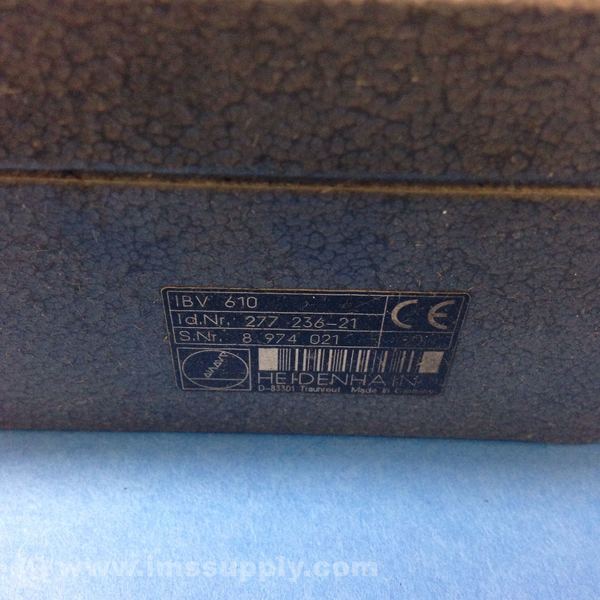 IBV 610
Id.Nr. 277 236-21
S.Nr. 8 974 021
CE
HEIDENHAIN
D-83301 Traunreut Made in Germany
www.imssupply.com